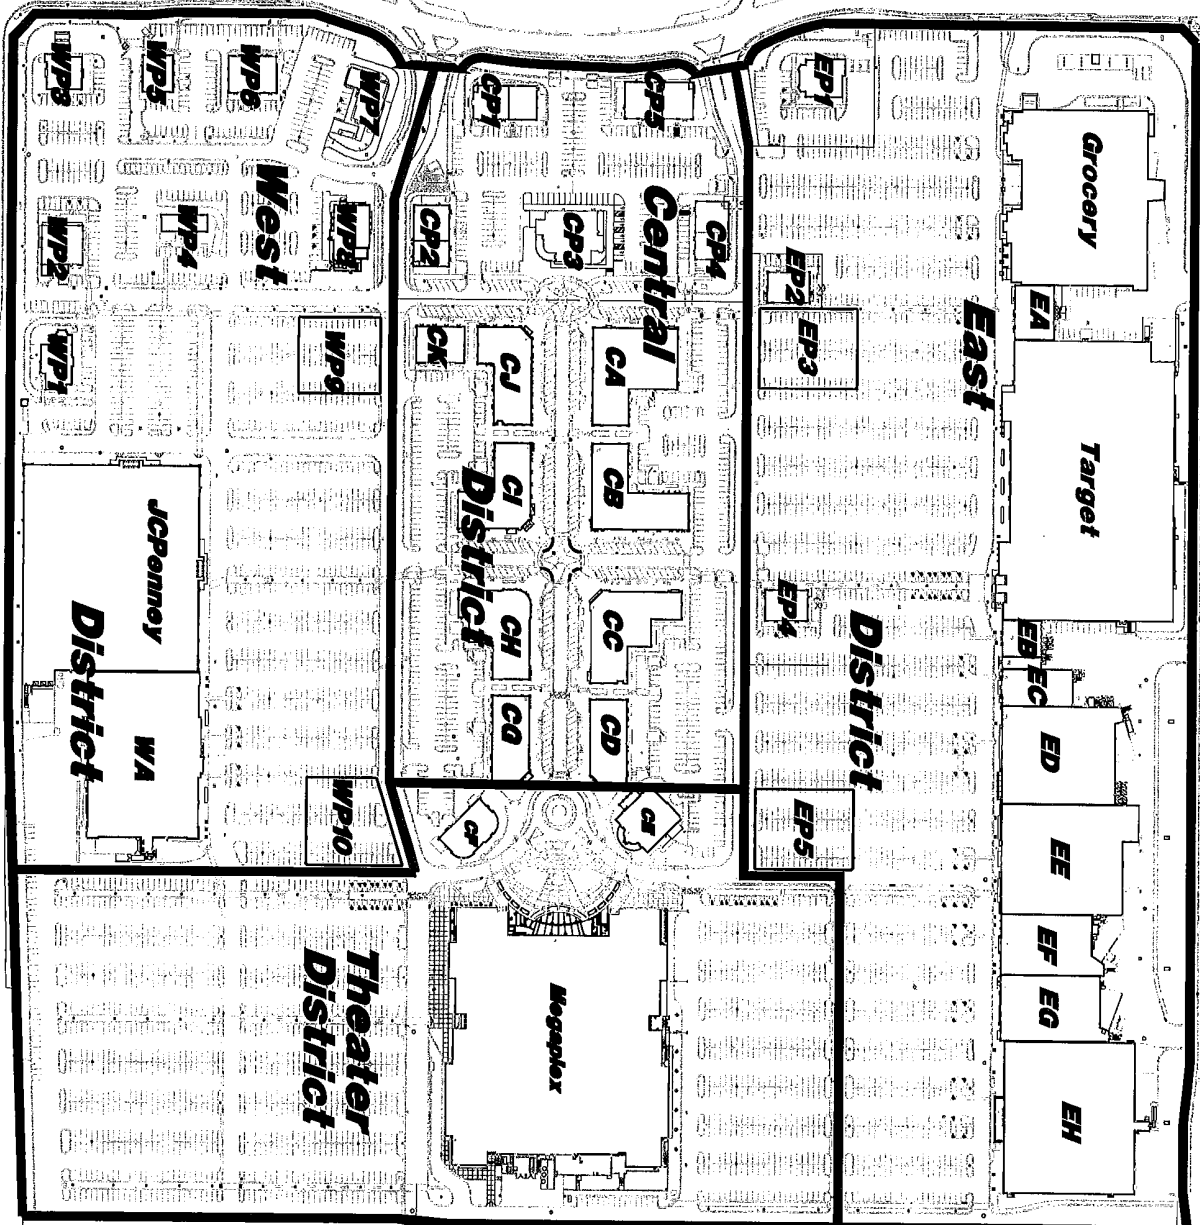 WP3
WP5
WP6
WP7
CP1
CP5
EP1
Grocery
West
WP2
WP4
WP8
CP2
CP3
Central
CP4
EP2
EA
East
WP1
WP9
CK
CJ
CA
EP3
Target
JCPenney
District
CI
CB
EP4
District
CH
CC
District
EB
EC
WA
CG
CD
ED
WP10
CF
CE
EP5
EE
Theater
District
Megaplex
EF
EG
EH